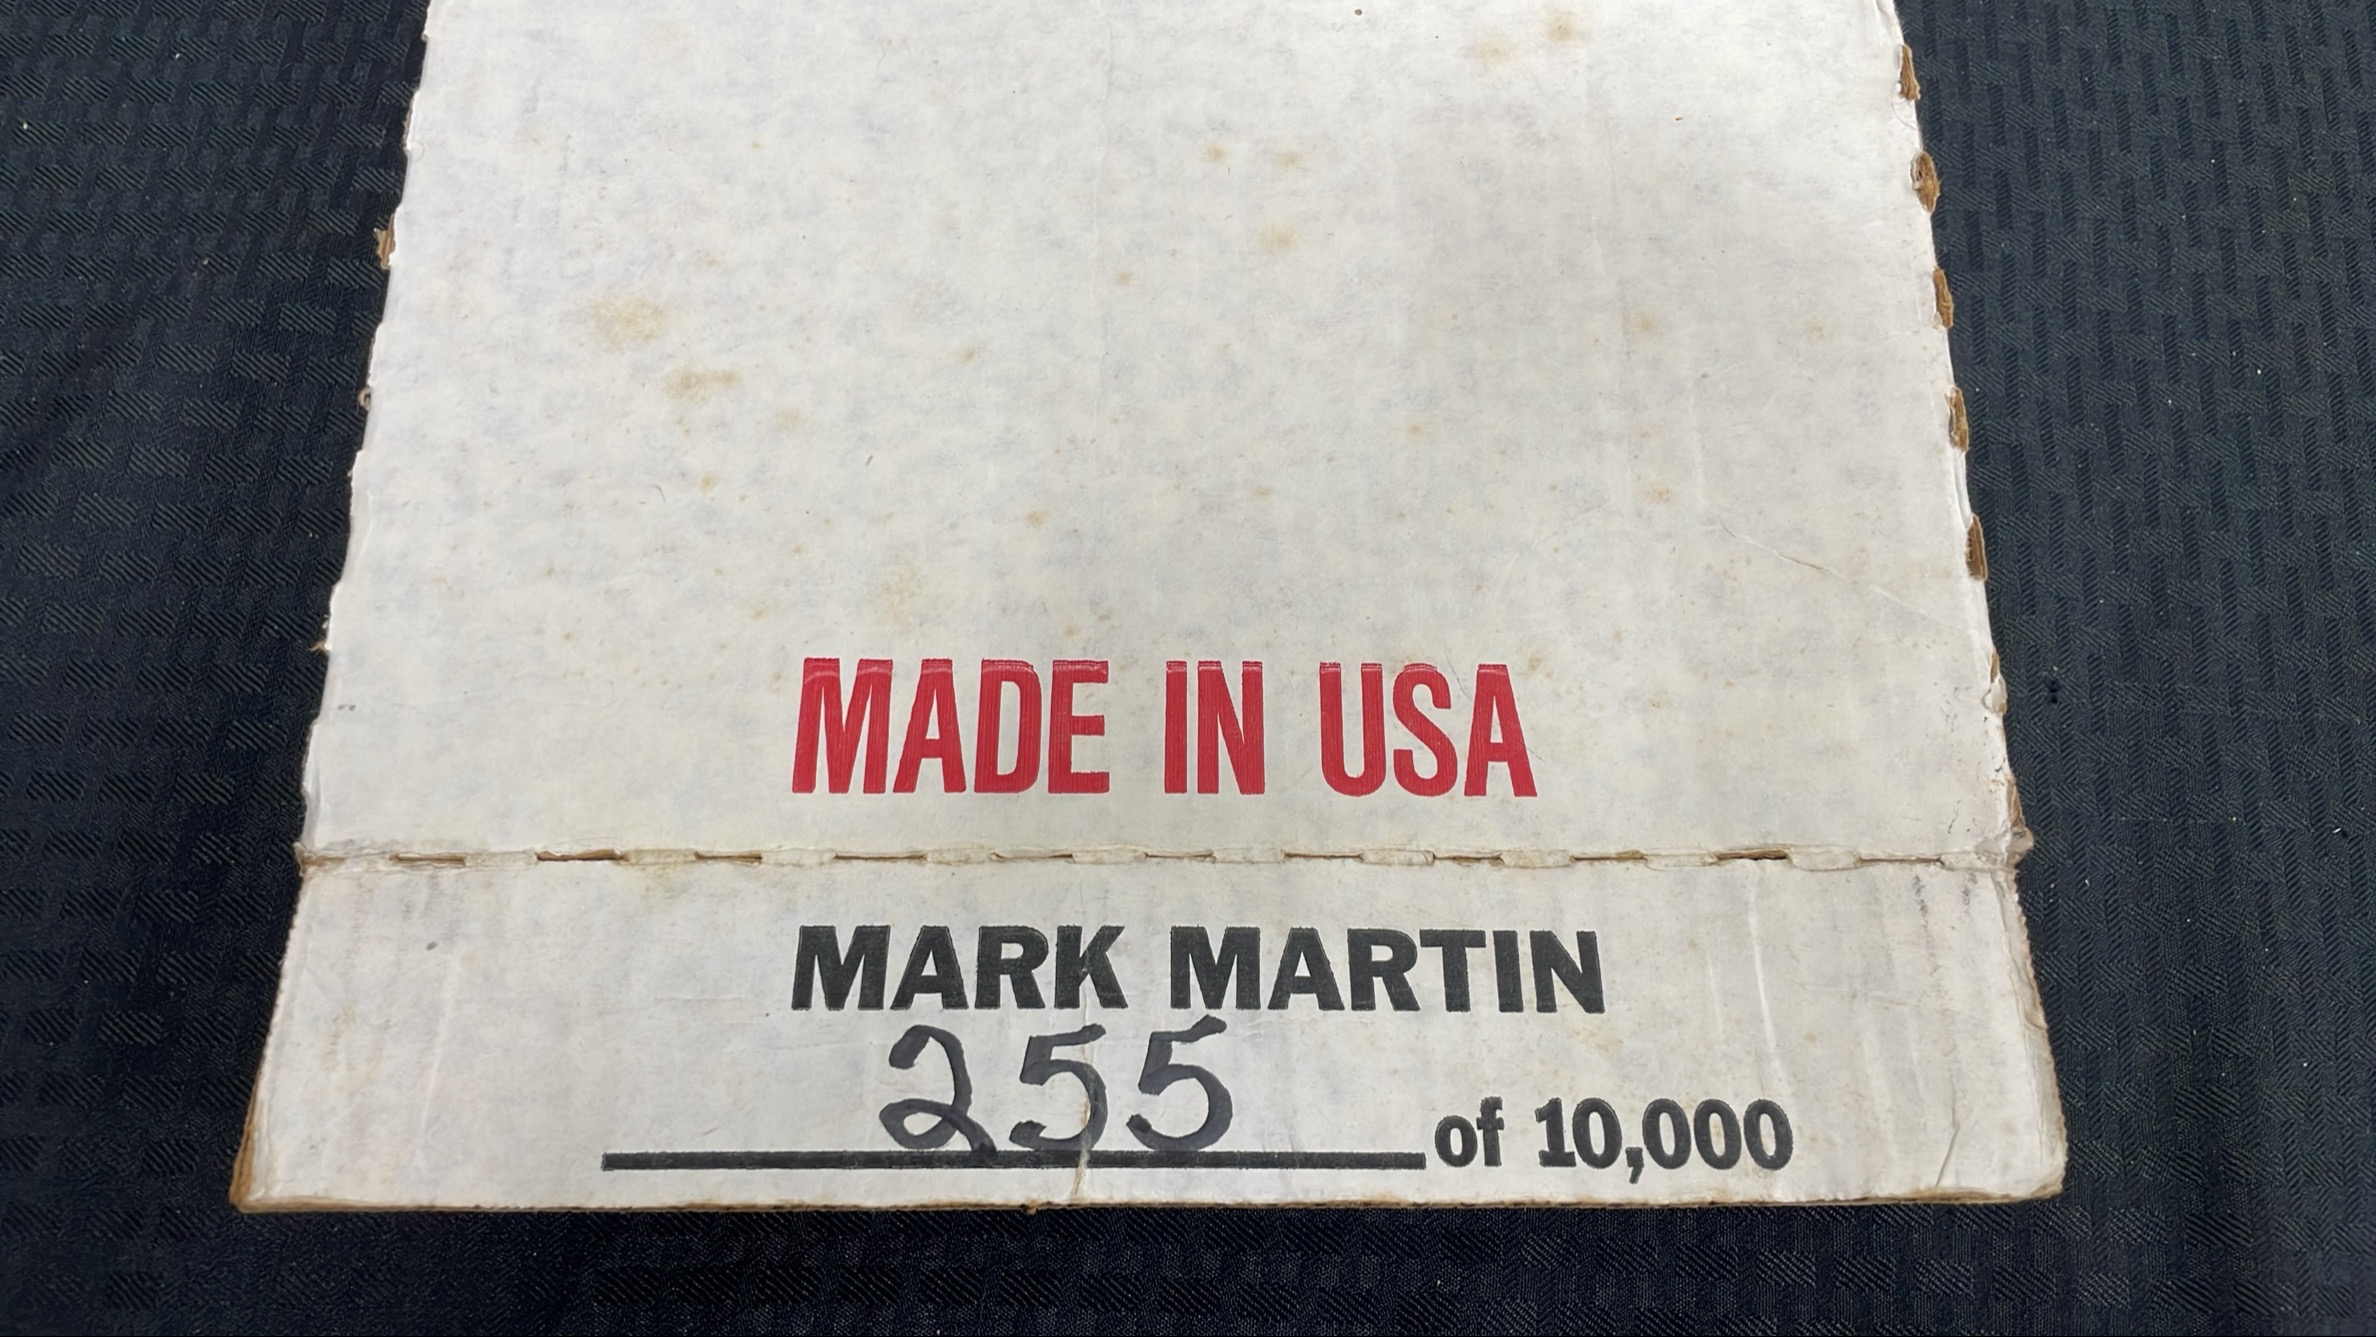 MADE IN USA
MARK MARTIN
255 of 10,000